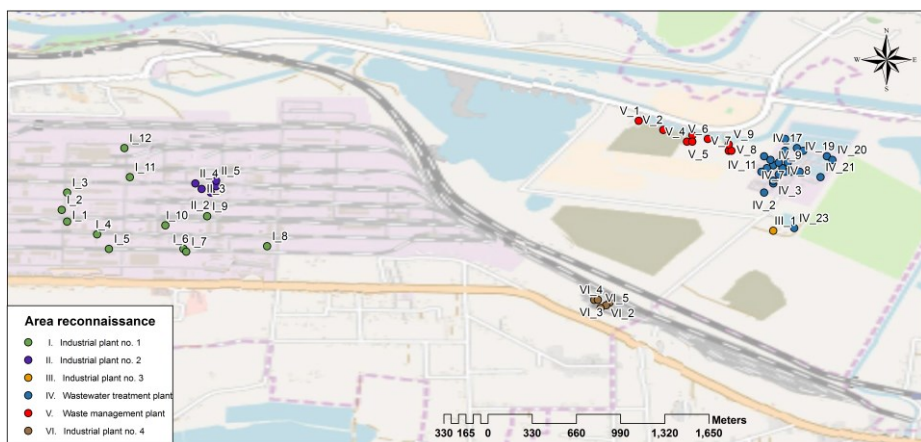 N
W E
S
V_1
V_2
V_4
V_6
V_9
V_7
V_5
V_8
IV_17
IV_19
IV_20
IV_9
IV_11
IV_8
IV_21
IV_7
IV_3
IV_2
IV_23
III_1
I_12
I_11
II_4
II_5
II_3
I_3
I_2
I_1
II_2
I_9
I_10
I_4
I_5
I_6
I_7
I_8
VI_4
VI_5
VI_3
VI_2
Area reconnaissance
I. Industrial plant no. 1
II. Industrial plant no. 2
III. Industrial plant no. 3
IV. Wastewater treatment plant
V. Waste management plant
VI. Industrial plant no. 4
Meters
330 165 0 330 660 990 1,320 1,650